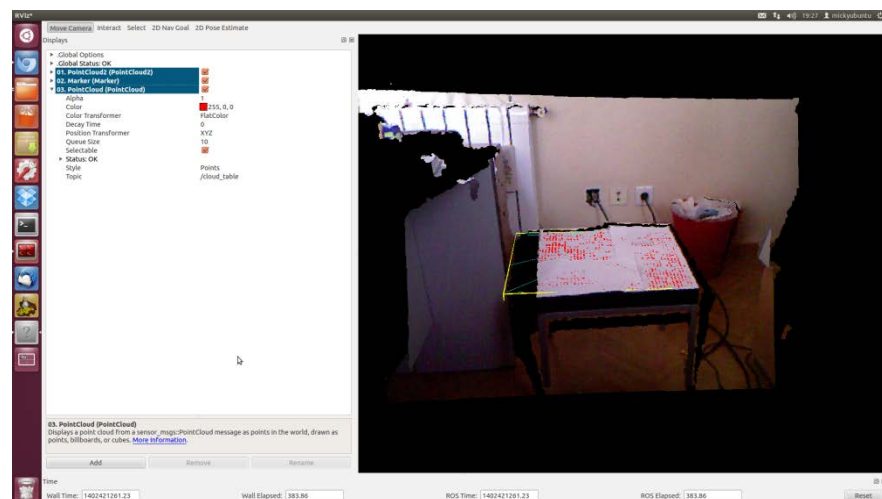 RViz*
19:27 mickyubuntu
Move Camera Interact Select 2D Nav Goal 2D Pose Estimate
Displays
.Global Options
.Global Status: OK
01. PointCloud2 (PointCloud2)
02. Marker (Marker)
03. PointCloud (PointCloud)
Alpha 1
Color 255, 0, 0
Color Transformer FlatColor
Decay Time 0
Position Transformer XYZ
Queue Size 10
Selectable
Status: OK
Style Points
Topic /cloud_table
03. PointCloud (PointCloud)
Displays a point cloud from a sensor_msgs::PointCloud message as points in the world, drawn as
points, billboards, or cubes. More Information.
Add Remove Rename
Time
Wall Time: 1402421261.23 Wall Elapsed: 383.86 ROS Time: 1402421261.23 ROS Elapsed: 383.86 Reset